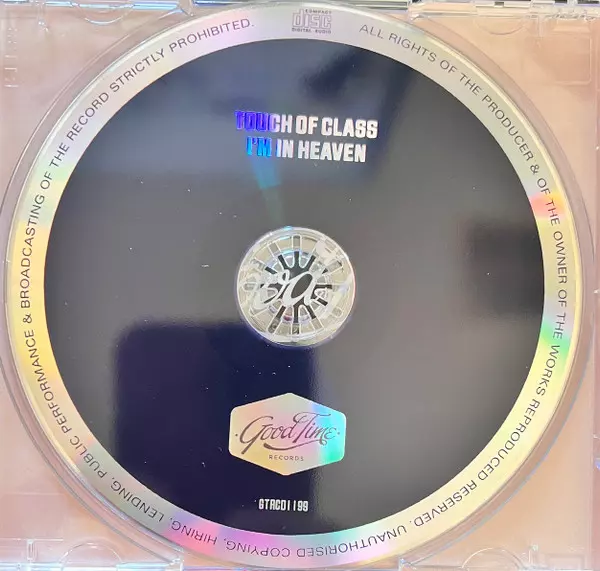 COMPACT
DISC
DIGITAL AUDIO
ALL RIGHTS OF THE PRODUCER & OF THE OWNER OF THE WORKS REPRODUCED RESERVED. UNAUTHORISED COPYING, HIRING, LENDING, PUBLIC PERFORMANCE & BROADCASTING OF THE RECORD STRICTLY PROHIBITED.
TOUCH OF CLASS
I'M IN HEAVEN
Good Time
RECORDS
GTRCD1199